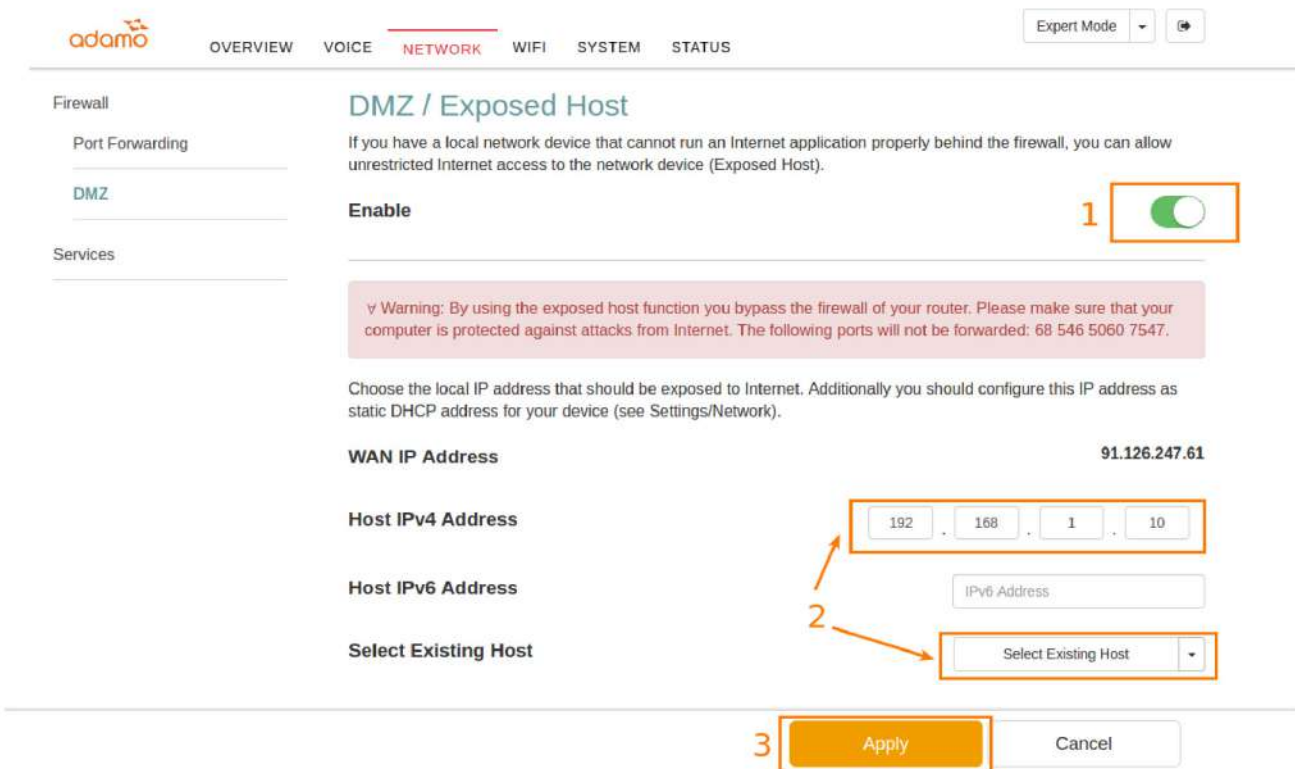 adamo
OVERVIEW VOICE NETWORK WIFI SYSTEM STATUS
Expert Mode
Firewall
Port Forwarding
DMZ
Services
DMZ / Exposed Host
If you have a local network device that cannot run an Internet application properly behind the firewall, you can allow
unrestricted Internet access to the network device (Exposed Host).
Enable
1
∀ Warning: By using the exposed host function you bypass the firewall of your router. Please make sure that your
computer is protected against attacks from Internet. The following ports will not be forwarded: 68 546 5060 7547.
Choose the local IP address that should be exposed to Internet. Additionally you should configure this IP address as
static DHCP address for your device (see Settings/Network).
WAN IP Address 91.126.247.61
Host IPv4 Address 192 . 168 . 1 . 10
Host IPv6 Address IPv6 Address
2
Select Existing Host Select Existing Host
3 Apply Cancel